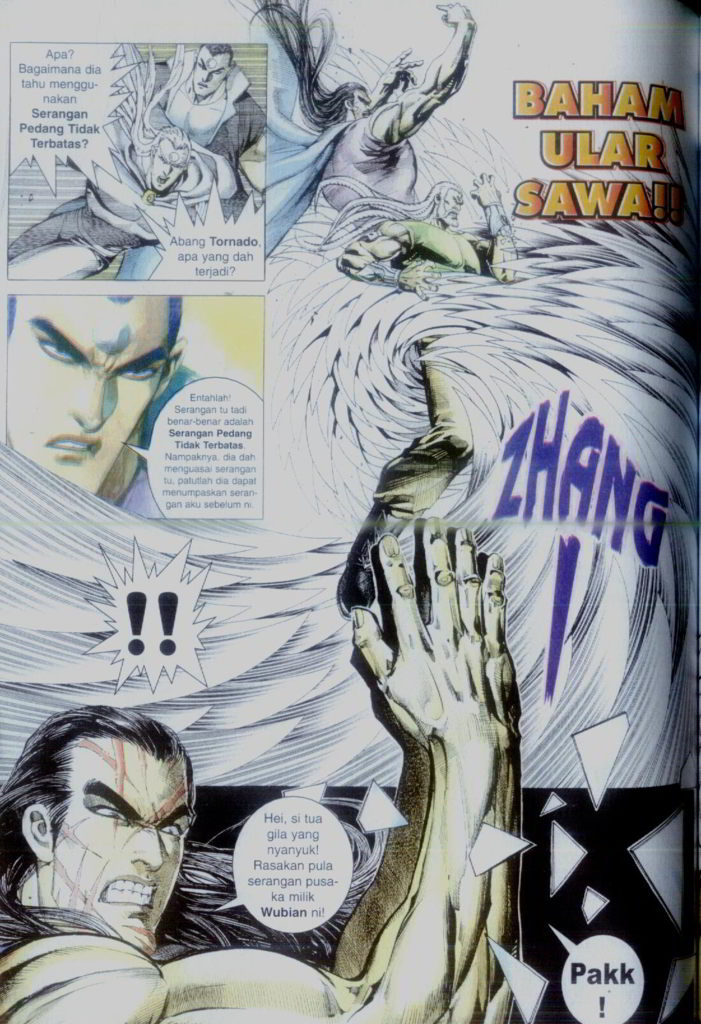 Apa?
Bagaimana dia
tahu menggu-
nakan
Serangan
Pedang Tidak
Terbatas?
Abang Tornado,
apa yang dah
terjadi?
BAHAM
ULAR
SAWA!!
Entahlah!
Serangan tu tadi
benar-benar adalah
Serangan Pedang
Tidak Terbatas.
Nampaknya, dia dah
menguasai serangan
tu, patutlah dia dapat
menumpaskan seran-
gan aku sebelum ni.
ZHANG!
!!
Hei, si tua
gila yang
nyanyuk!
Rasakan pula
serangan pusa-
ka milik
Wubian ni!
Pakk
!